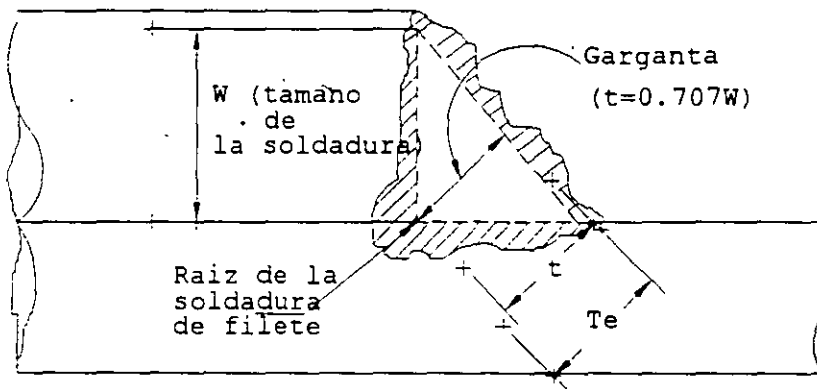 Garganta
(t=0.707W)
W (tamano
de
la soldadura)
Raiz de la
soldadura
de filete
t
Te